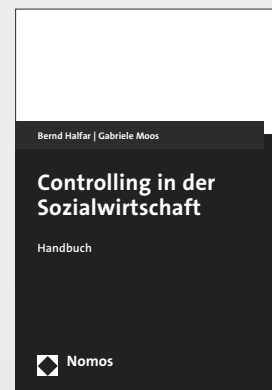 Bernd Halfar | Gabriele Moos
Controlling in der
Sozialwirtschaft
Handbuch
Nomos